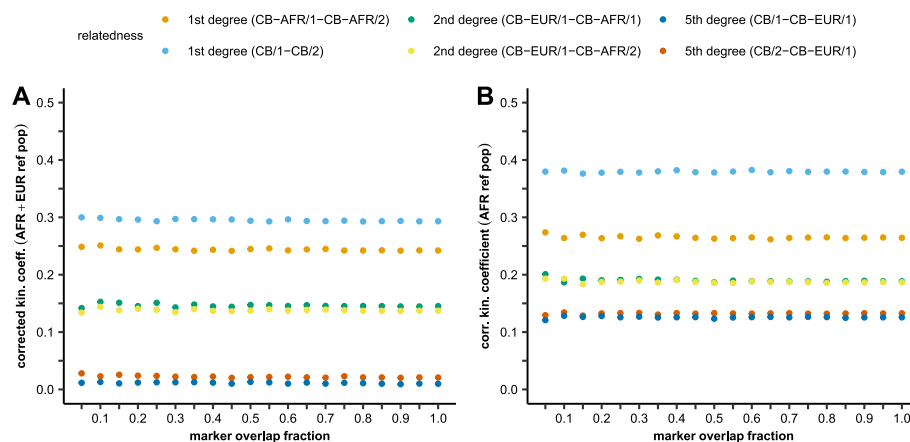 relatedness
1st degree (CB−AFR/1−CB−AFR/2)
2nd degree (CB−EUR/1−CB−AFR/1)
5th degree (CB/1−CB−EUR/1)
1st degree (CB/1−CB/2)
2nd degree (CB−EUR/1−CB−AFR/2)
5th degree (CB/2−CB−EUR/1)
A
corrected kin. coeff. (AFR + EUR ref pop)
0.5
0.4
0.3
0.2
0.1
0.0
0.1 0.2 0.3 0.4 0.5 0.6 0.7 0.8 0.9 1.0
marker overlap fraction
B
corr. kin. coefficient (AFR ref pop)
0.5
0.4
0.3
0.2
0.1
0.0
0.1 0.2 0.3 0.4 0.5 0.6 0.7 0.8 0.9 1.0
marker overlap fraction